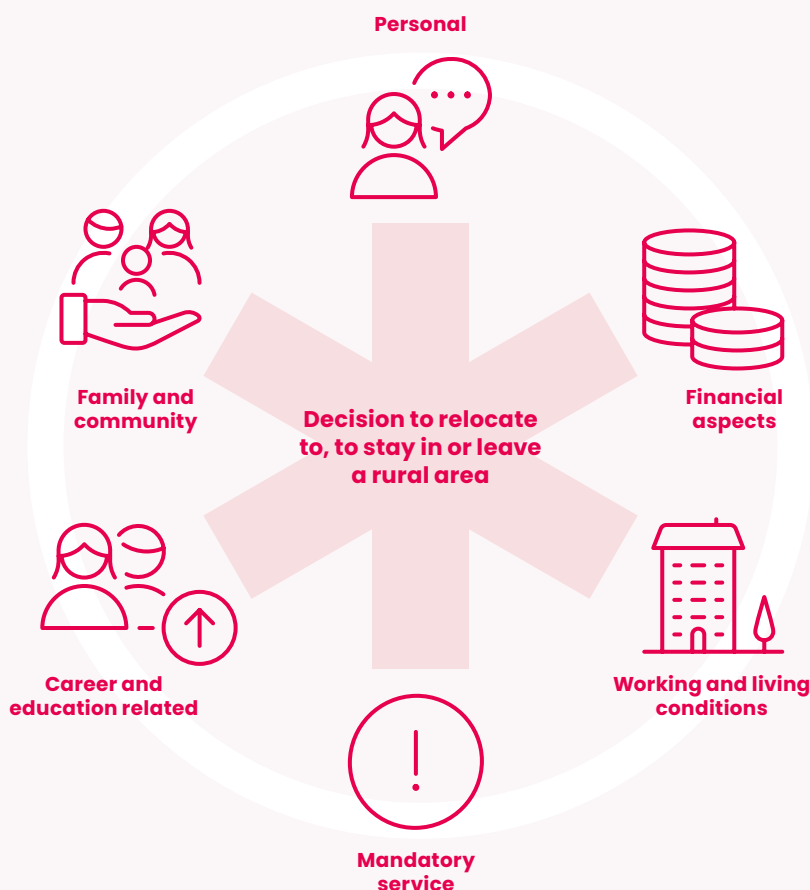 Personal
Family and
community
Financial
aspects
Decision to relocate
to, to stay in or leave
a rural area
Career and
education related
Working and living
conditions
Mandatory
service